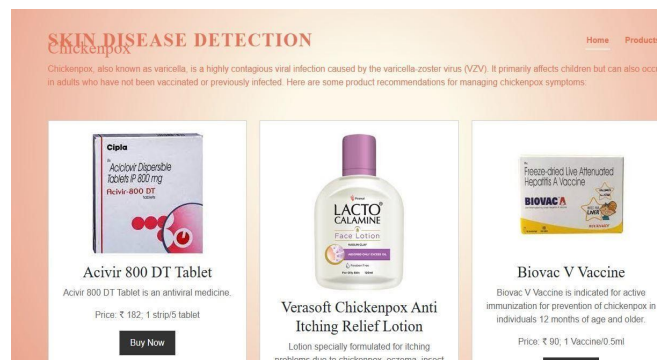 SKIN DISEASE DETECTION
Home Product
Chickenpox
Chickenpox, also known as varicella, is a highly contagious viral infection caused by the varicella-zoster virus (VZV). It primarily affects children but can also occ
in adults who have not been vaccinated or previously infected. Here are some product recommendations for managing chickenpox symptoms:
Cipla
Aciclovir Dispersible
Tablets IP 800 mg
Acivir-800 DT
LACTO
CALAMINE
Face Lotion
Freeze-dried Live Attenuated
Hepatitis A Vaccine
BIOVAC A
Acivir 800 DT Tablet
Acivir 800 DT Tablet is an antiviral medicine.
Price: ₹ 182; 1 strip/5 tablet
Buy Now
Verasoft Chickenpox Anti
Itching Relief Lotion
Lotion specially formulated for itching
problems due to chickenpox, eczema, insect
Biovac V Vaccine
Biovac V Vaccine is indicated for active
immunization for prevention of chickenpox in
individuals 12 months of age and older.
Price: ₹ 90; 1 Vaccine/0.5ml